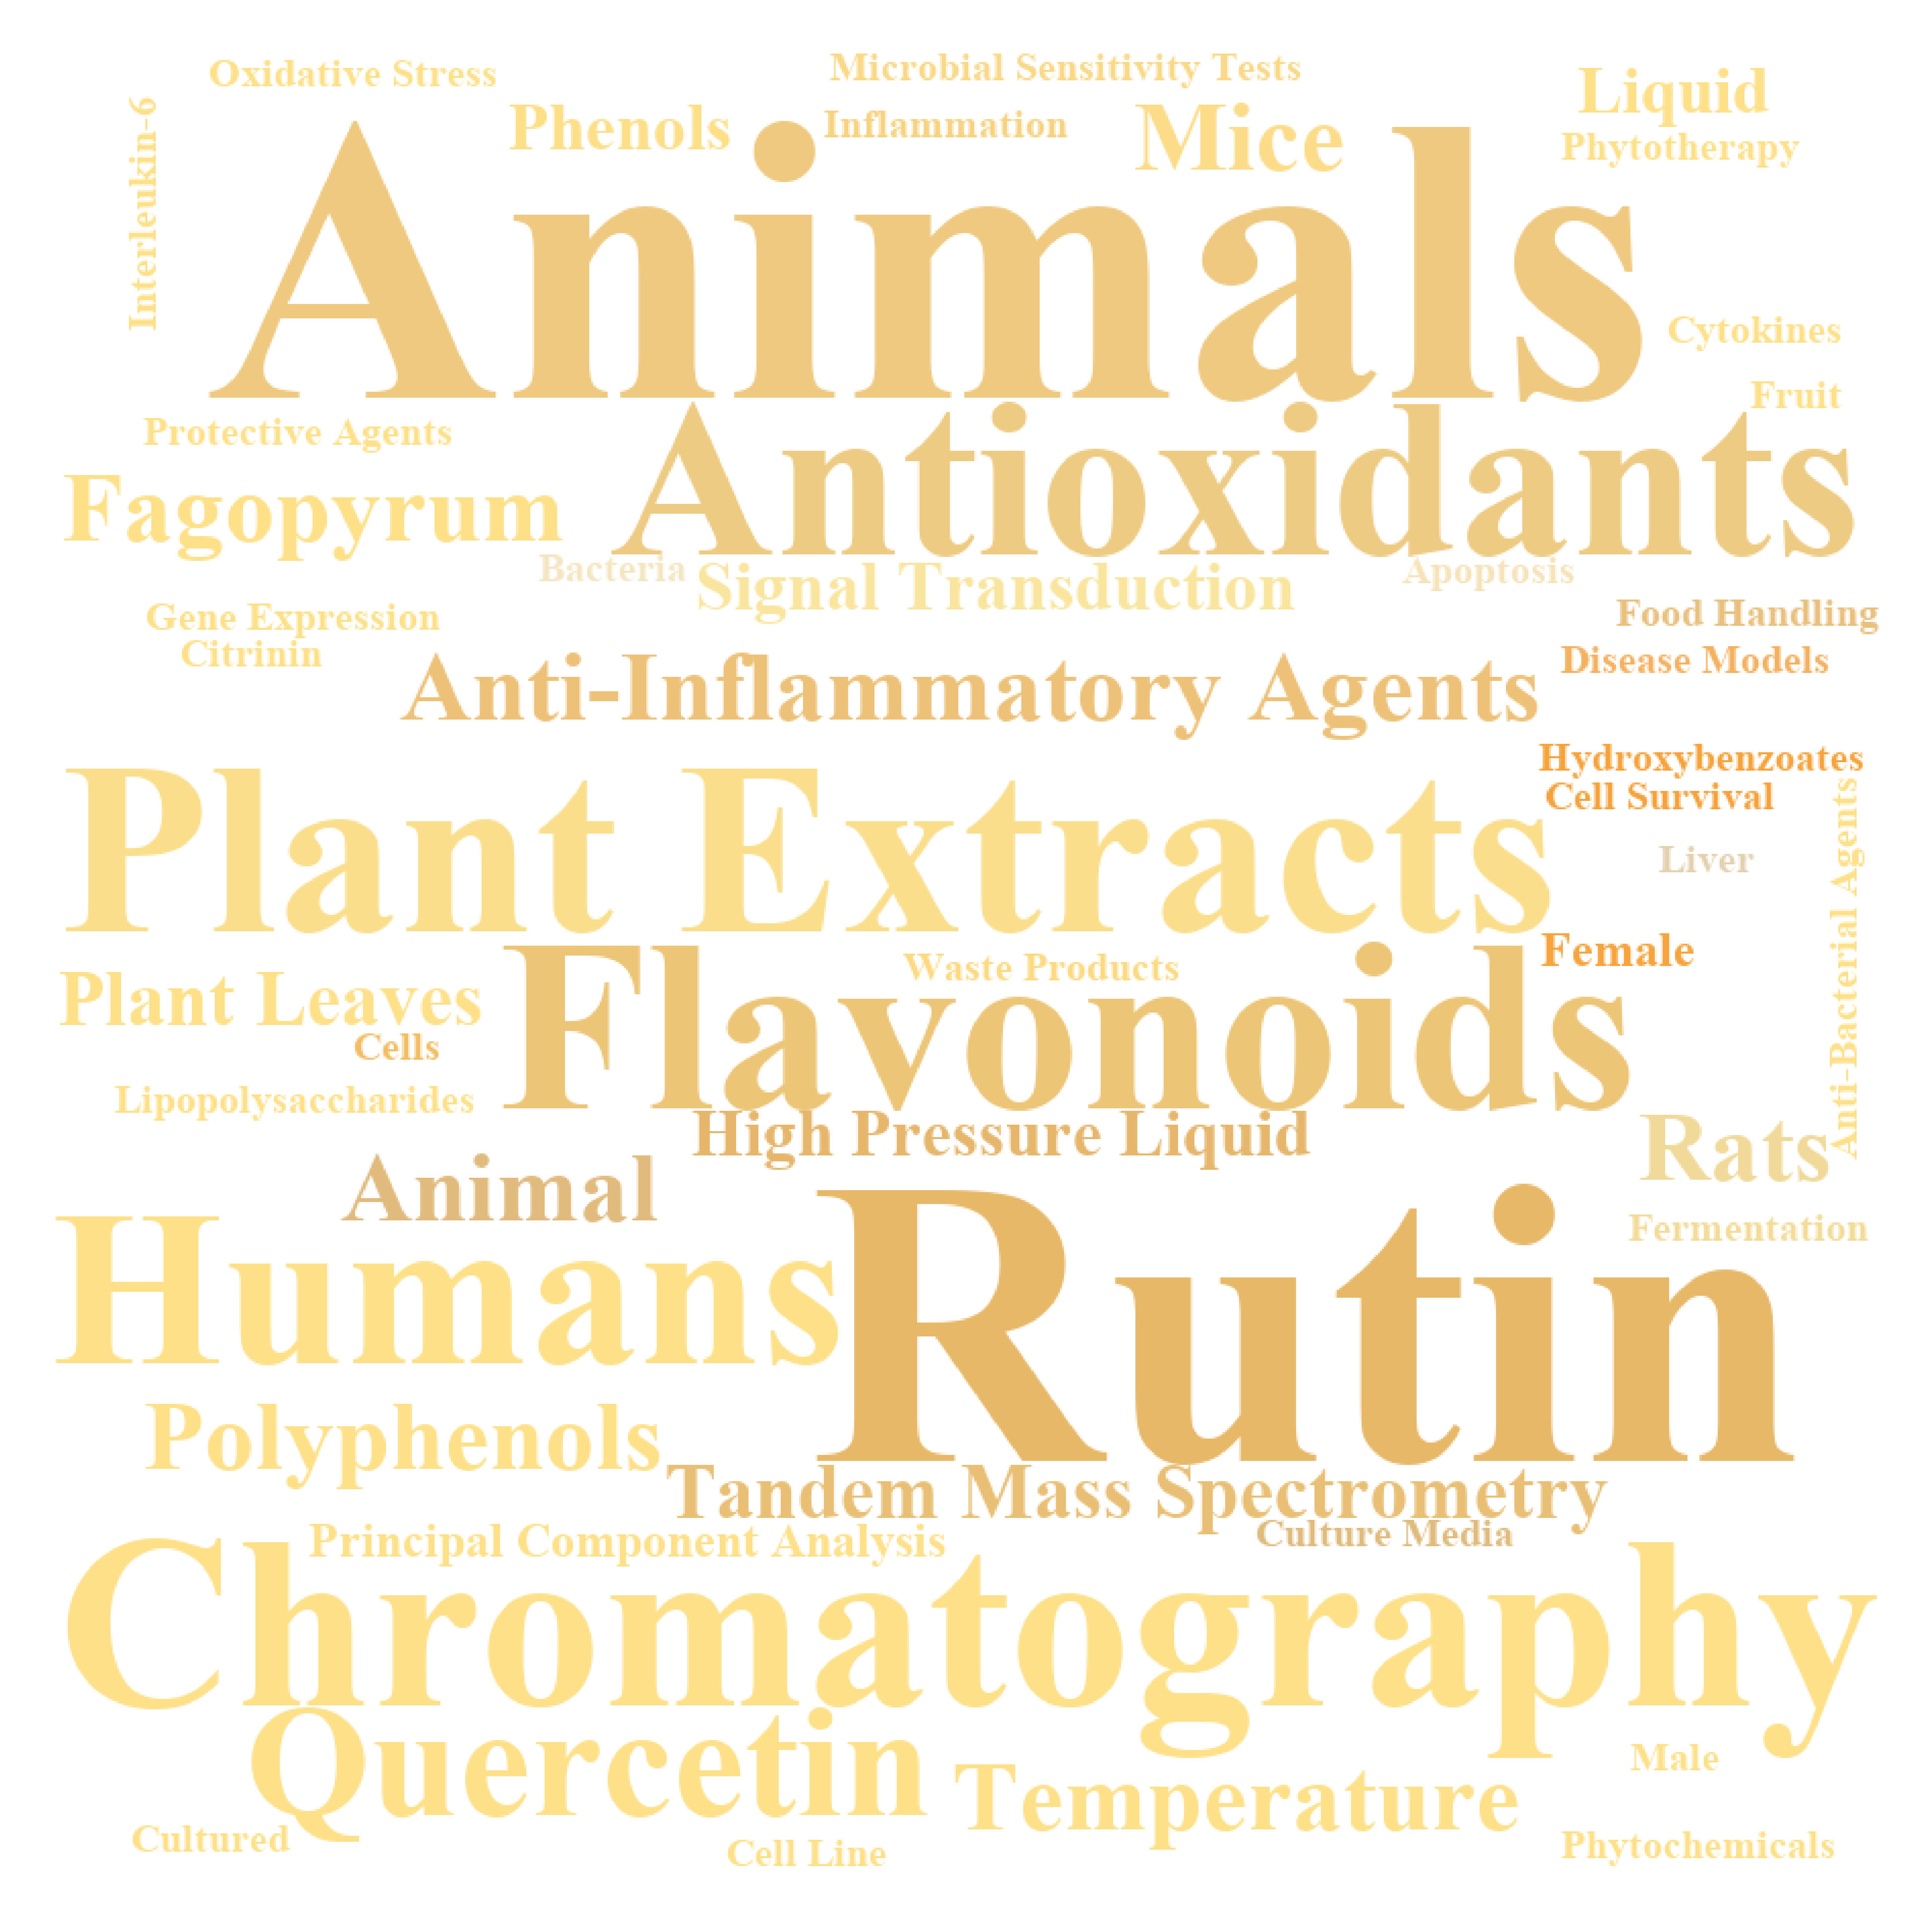 Oxidative Stress
Microbial Sensitivity Tests
Liquid
Phenols
Inflammation
Mice
Phytotherapy
Interleukin-6
Animals
Cytokines
Fruit
Protective Agents
Antioxidants
Fagopyrum
Bacteria
Signal Transduction
Apoptosis
Gene Expression
Food Handling
Citrinin
Disease Models
Anti-Inflammatory Agents
Hydroxybenzoates
Cell Survival
Plant Extracts
Liver
Anti-Bacterial Agents
Female
Waste Products
Plant Leaves
Flavonoids
Cells
Lipopolysaccharides
High Pressure Liquid
Rats
Animal
Fermentation
Humans
Rutin
Polyphenols
Tandem Mass Spectrometry
Principal Component Analysis
Culture Media
Chromatography
Quercetin
Temperature
Male
Cultured
Cell Line
Phytochemicals